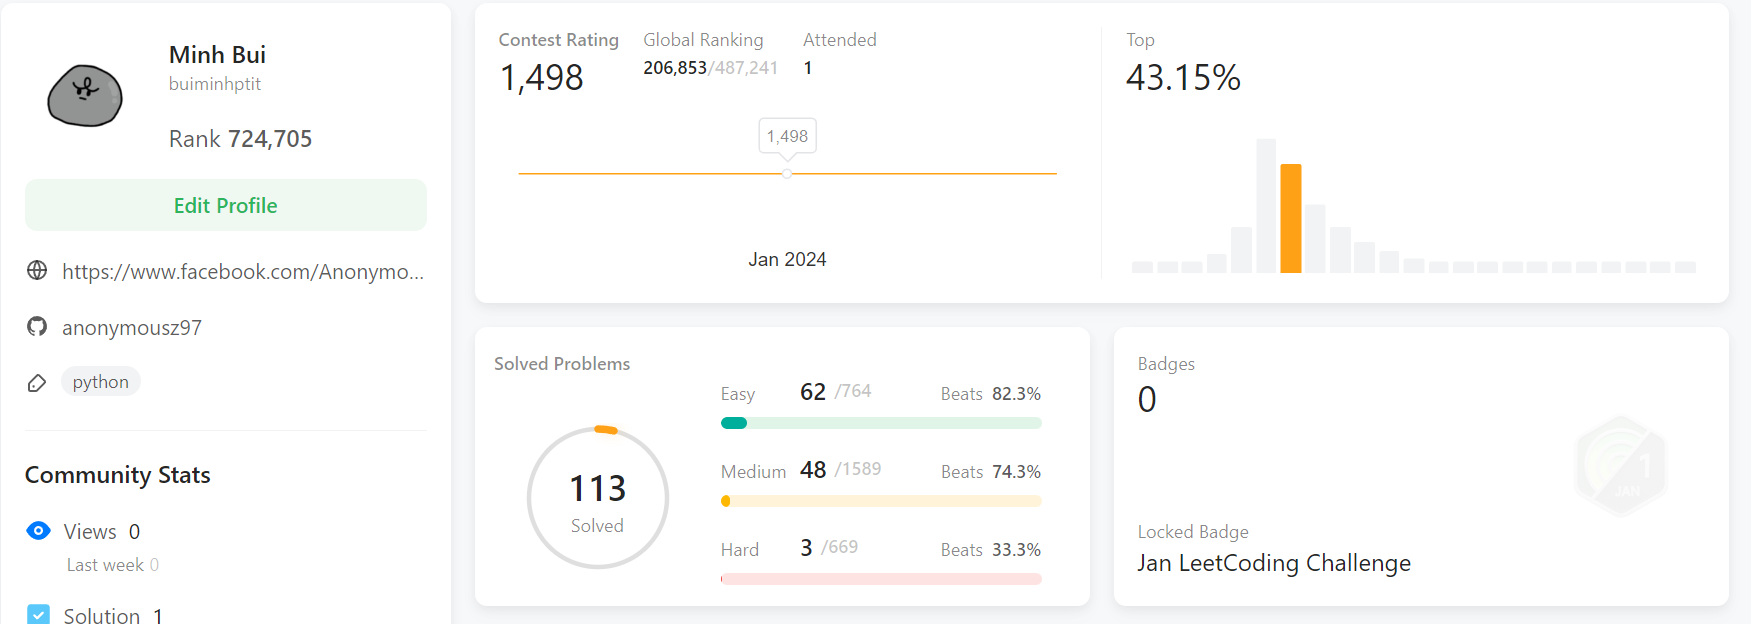 Minh Bui
buiminhptit
Rank 724,705
Edit Profile
https://www.facebook.com/Anonymo...
anonymousz97
python
Community Stats
Views 0
Last week 0
Solution 1
Contest Rating
1,498
Global Ranking
206,853/487,241
Attended
1
1,498
Jan 2024
Top
43.15%
Solved Problems
113
Solved
Easy 62 /764 Beats 82.3%
Medium 48 /1589 Beats 74.3%
Hard 3 /669 Beats 33.3%
Badges
0
1
JAN
Locked Badge
Jan LeetCoding Challenge